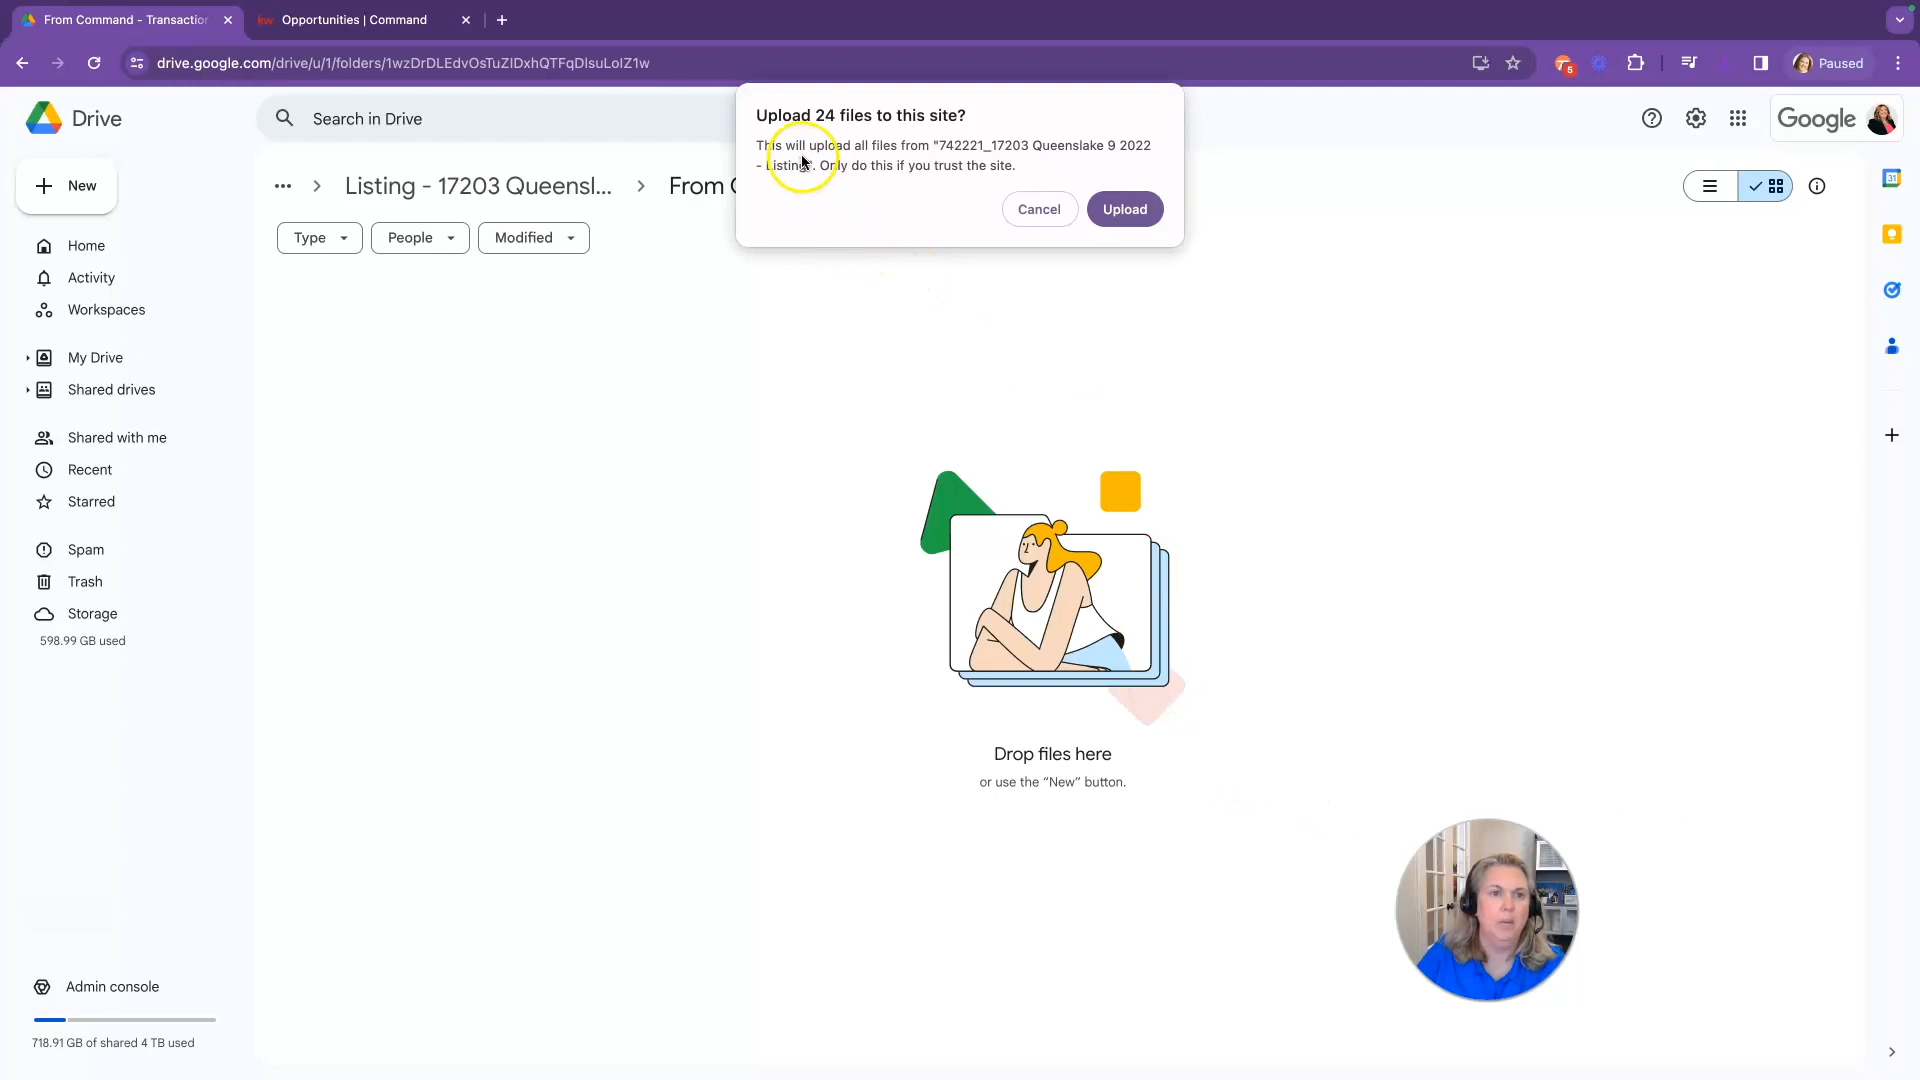 From Command - Transaction
kw Opportunities | Command
drive.google.com/drive/u/1/folders/1wzDrDLEdvOsTuZIDxhQTFqDlsuLolZ1w
5
Paused
Drive
Search in Drive
Google
Upload 24 files to this site?
This will upload all files from "742221_17203 Queenslake 9 2022
- Listing". Only do this if you trust the site.
Cancel
Upload
New
... > Listing - 17203 Queensl... > From C
Type
People
Modified
31
Home
Activity
Workspaces
My Drive
Shared drives
Shared with me
Recent
Starred
Spam
Trash
Storage
598.99 GB used
Drop files here
or use the “New” button.
Admin console
718.91 GB of shared 4 TB used